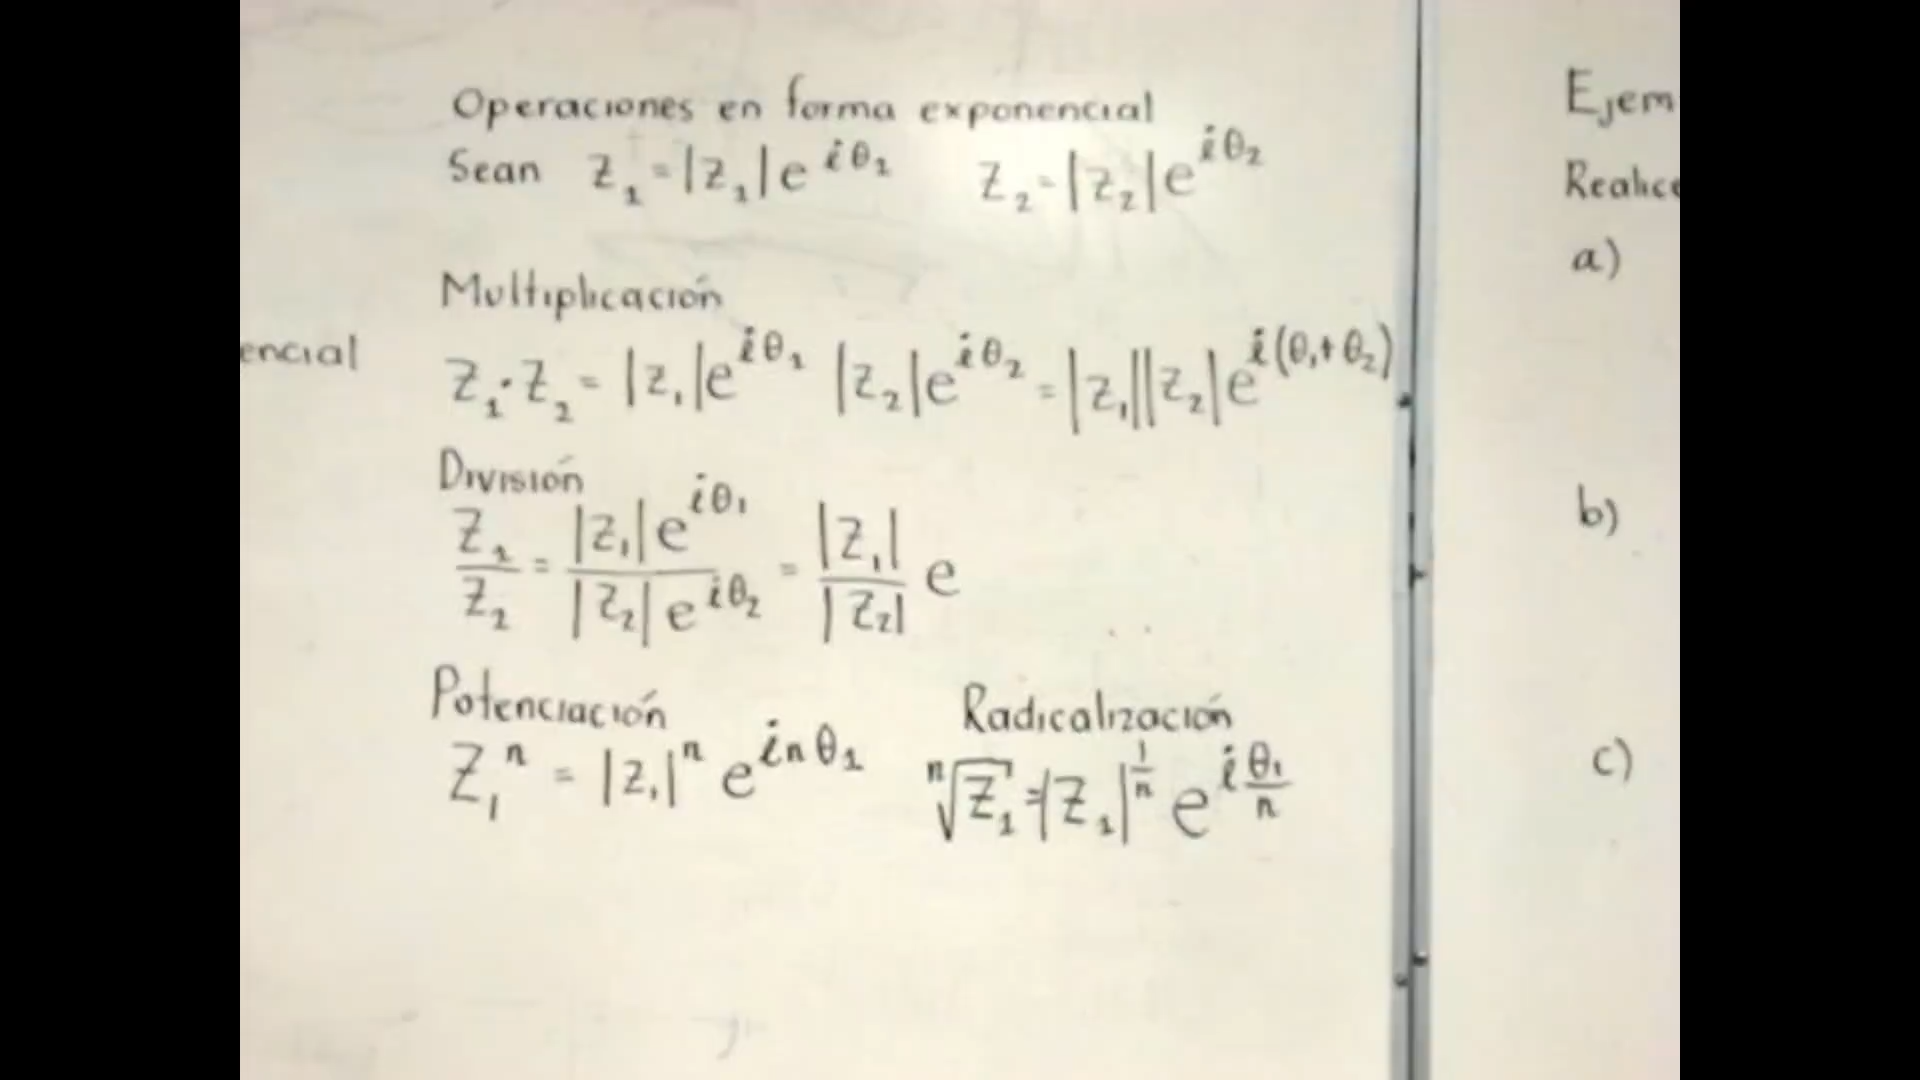 encial
Operaciones en forma exponencial
Sean z₁=|z₁|e^{iθ₁} z₂=|z₂|e^{iθ₂}
Multiplicación
z₁·z₂ = |z₁|e^{iθ₁} |z₂|e^{iθ₂} = |z₁||z₂|e^{i(θ₁+θ₂)}
División
z₁/z₂ = |z₁|e^{iθ₁}/|z₂|e^{iθ₂} = |z₁|/|z₂| e
Potenciación
z₁ⁿ = |z₁|ⁿ e^{inθ₁}
Radicalización
ⁿ√z₁ = |z₁|^{1/n} e^{iθ₁/n}
Ejem
Realice
a)
b)
c)